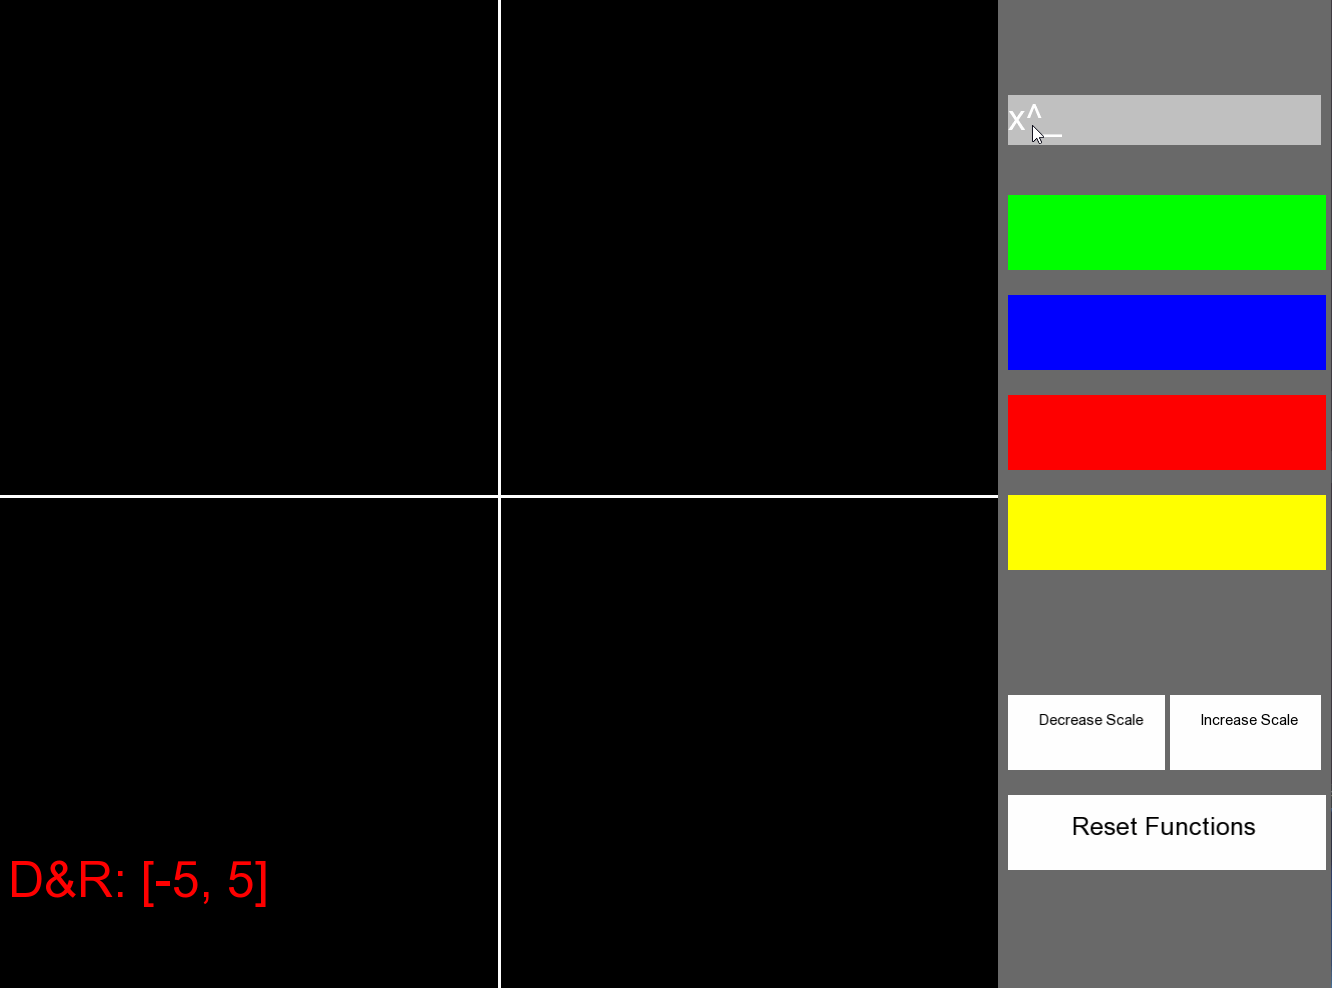 x^_
Decrease Scale
Increase Scale
Reset Functions
D&R: [-5, 5]